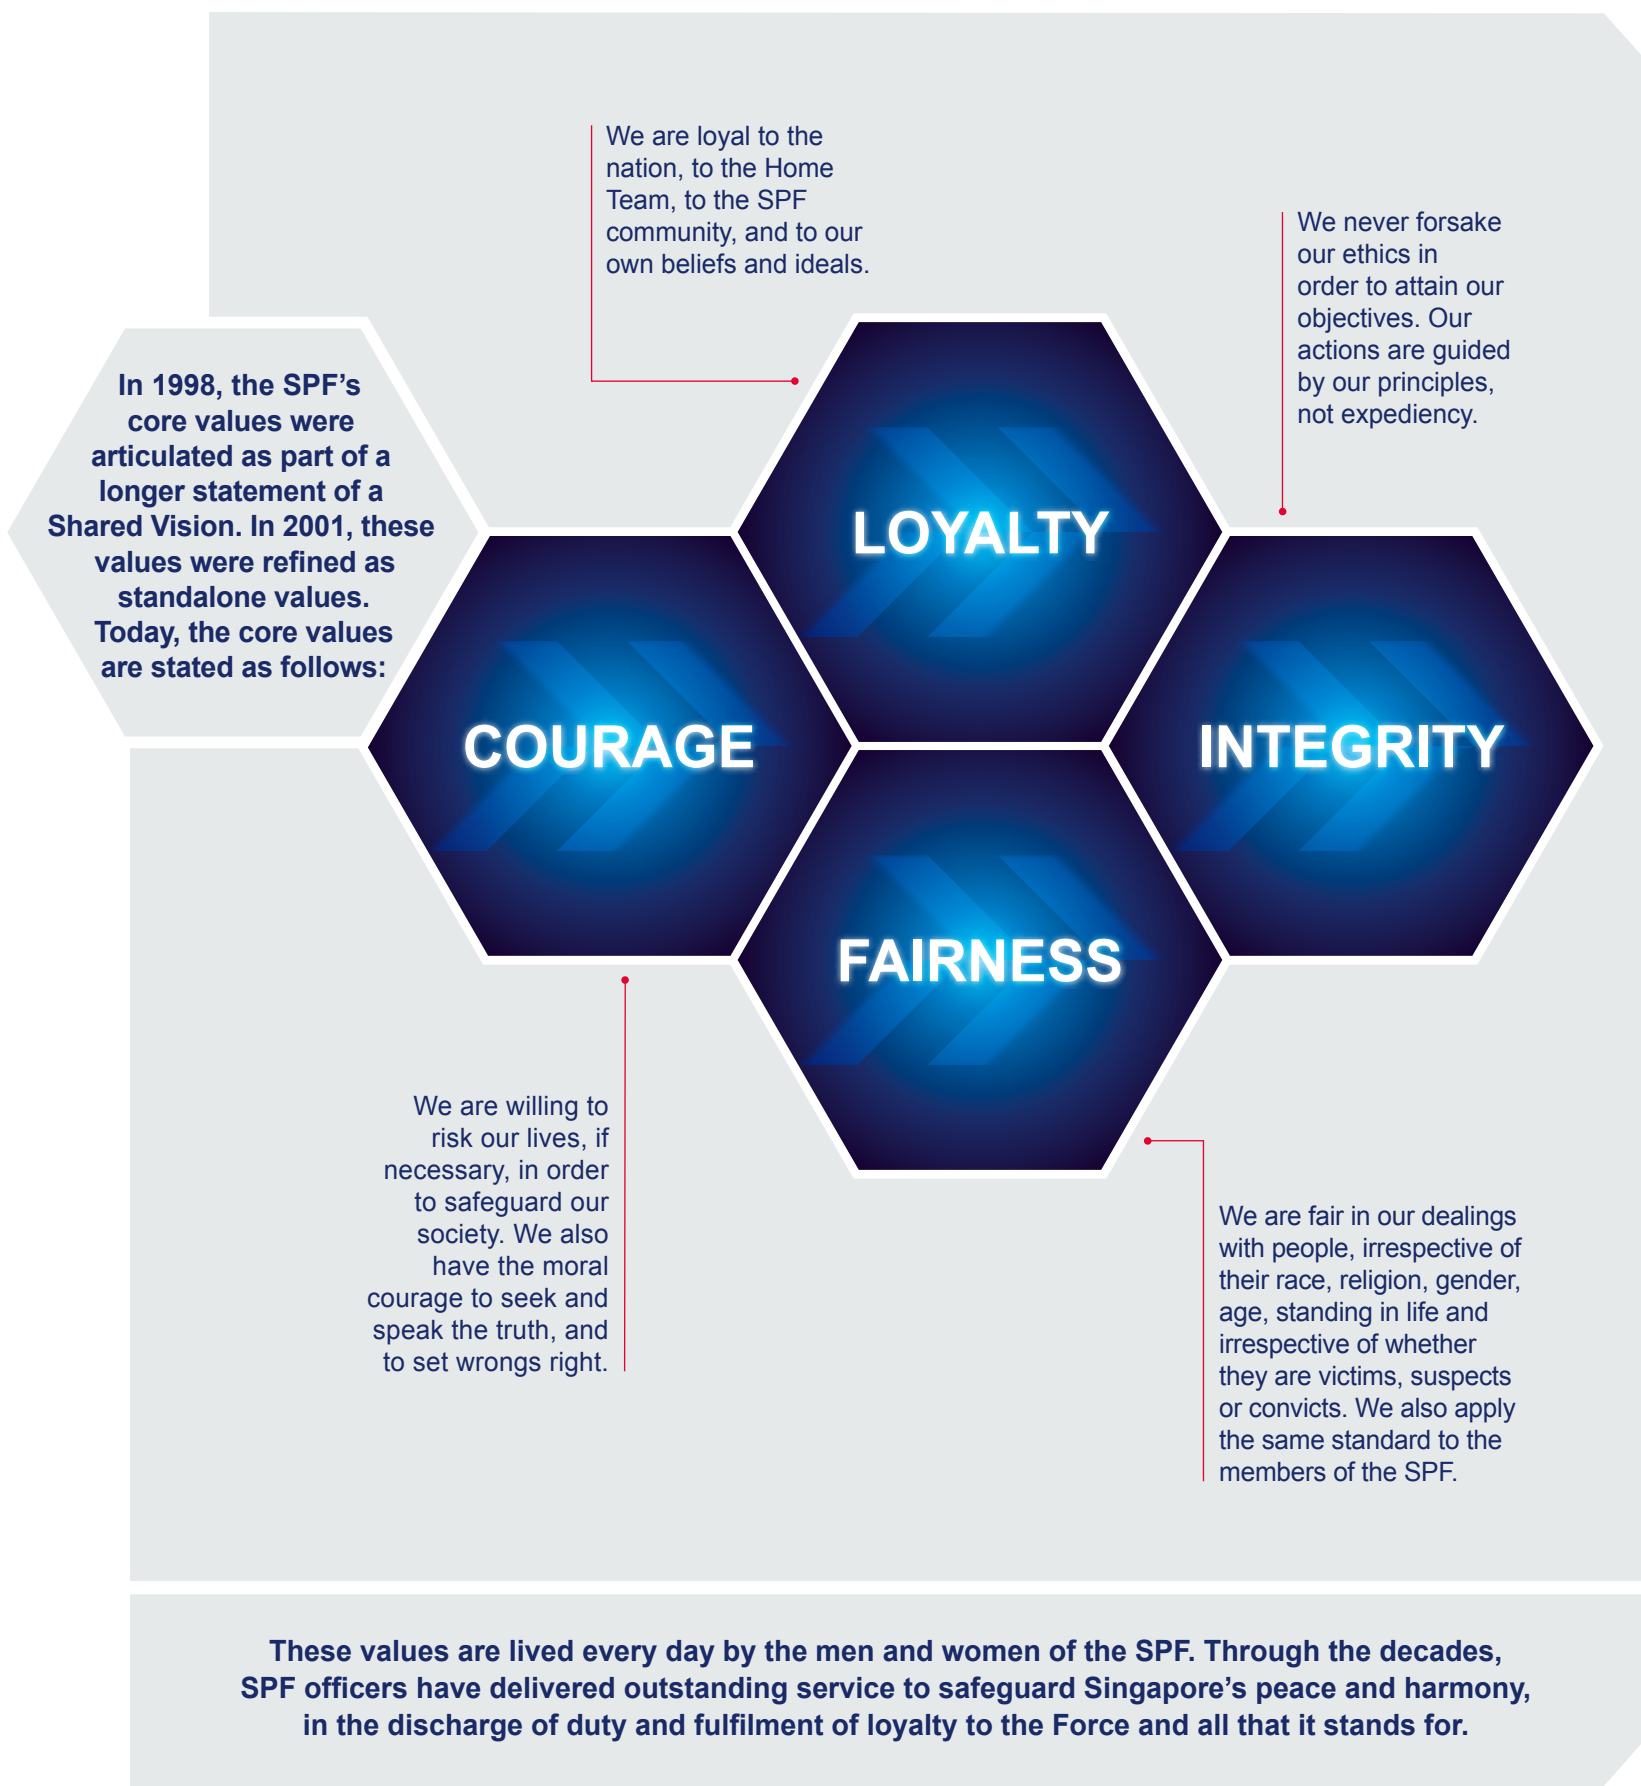 In 1998, the SPF’s
core values were
articulated as part of a
longer statement of a
Shared Vision. In 2001, these
values were refined as
standalone values.
Today, the core values
are stated as follows:
COURAGE
We are willing to
risk our lives, if
necessary, in order
to safeguard our
society. We also
have the moral
courage to seek and
speak the truth, and
to set wrongs right.
LOYALTY
We are loyal to the
nation, to the Home
Team, to the SPF
community, and to our
own beliefs and ideals.
INTEGRITY
We never forsake
our ethics in
order to attain our
objectives. Our
actions are guided
by our principles,
not expediency.
FAIRNESS
We are fair in our dealings
with people, irrespective of
their race, religion, gender,
age, standing in life and
irrespective of whether
they are victims, suspects
or convicts. We also apply
the same standard to the
members of the SPF.
These values are lived every day by the men and women of the SPF. Through the decades,
SPF officers have delivered outstanding service to safeguard Singapore’s peace and harmony,
in the discharge of duty and fulfilment of loyalty to the Force and all that it stands for.